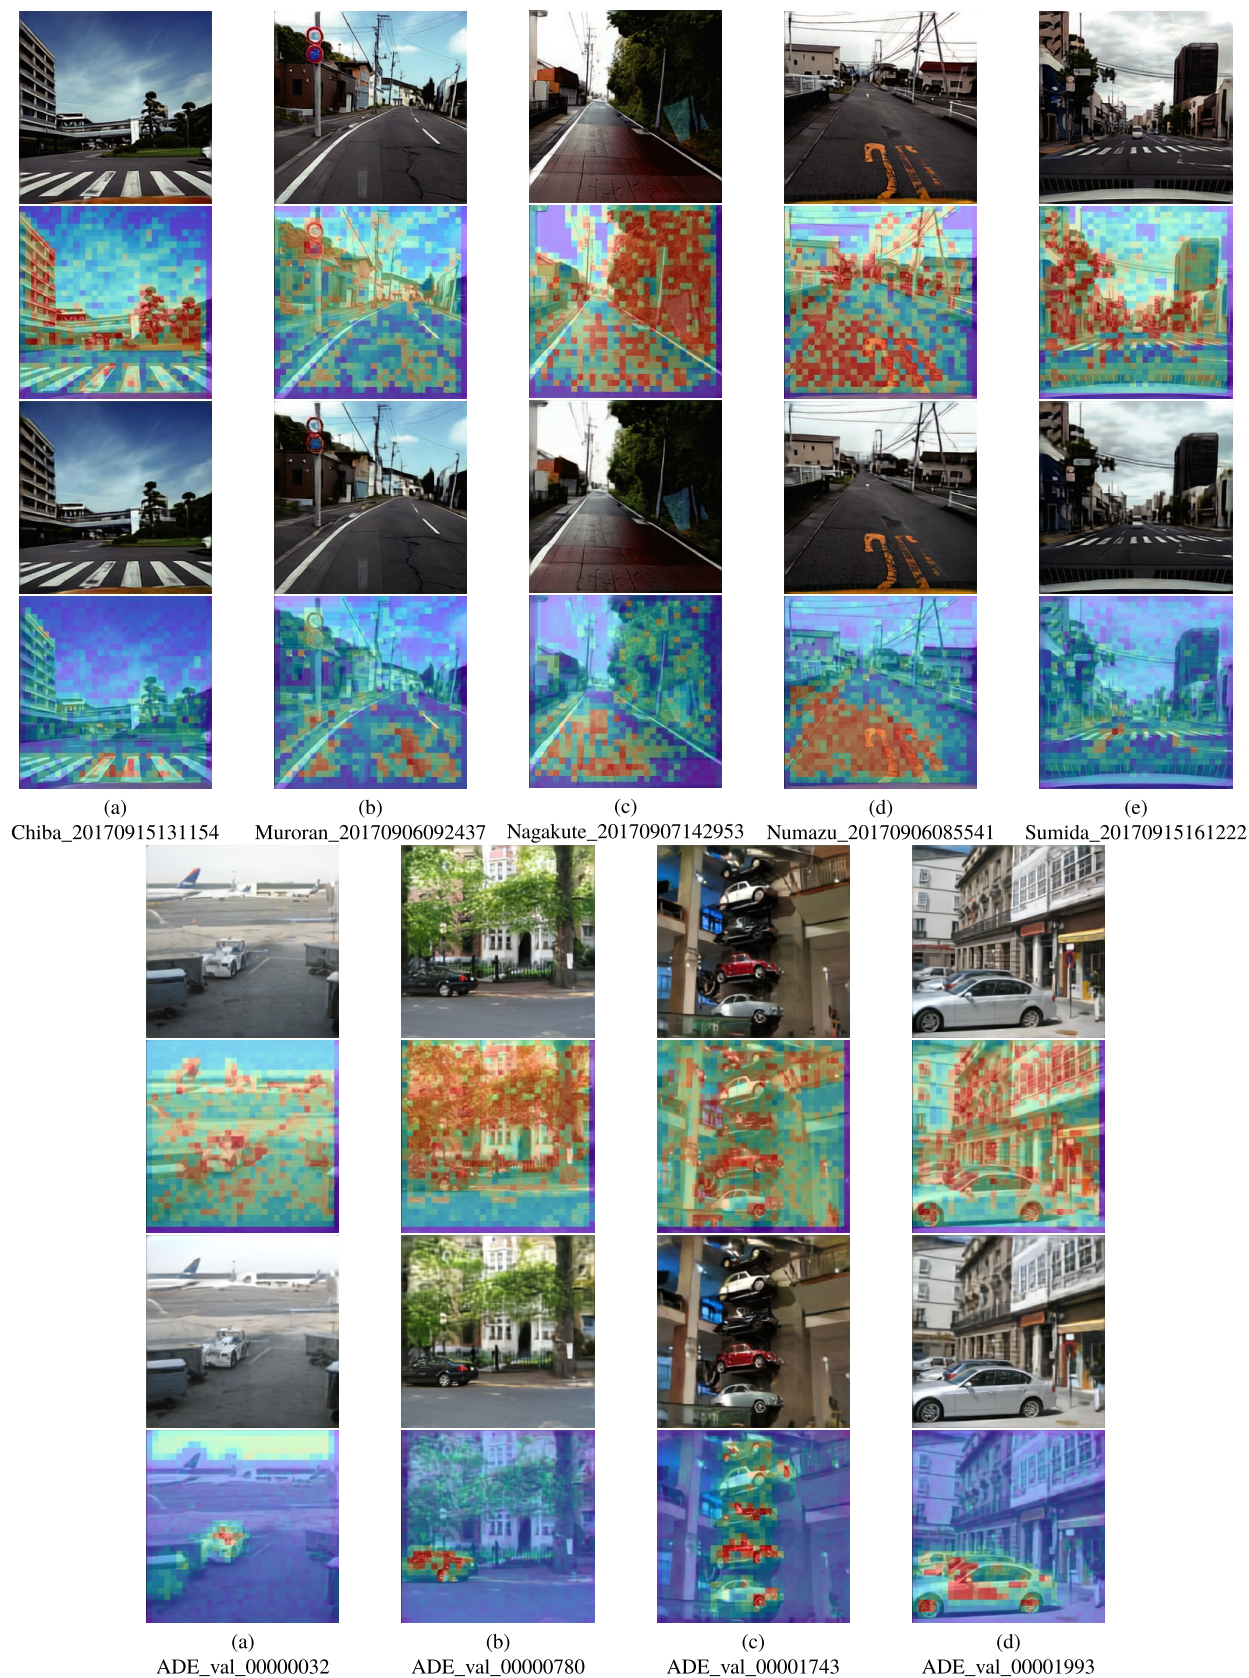 (a) (b) (c) (d) (e)
Chiba_20170915131154 Muroran_20170906092437 Nagakute_20170907142953 Numazu_20170906085541 Sumida_20170915161222
(a) (b) (c) (d)
ADE_val_00000032 ADE_val_00000780 ADE_val_00001743 ADE_val_00001993